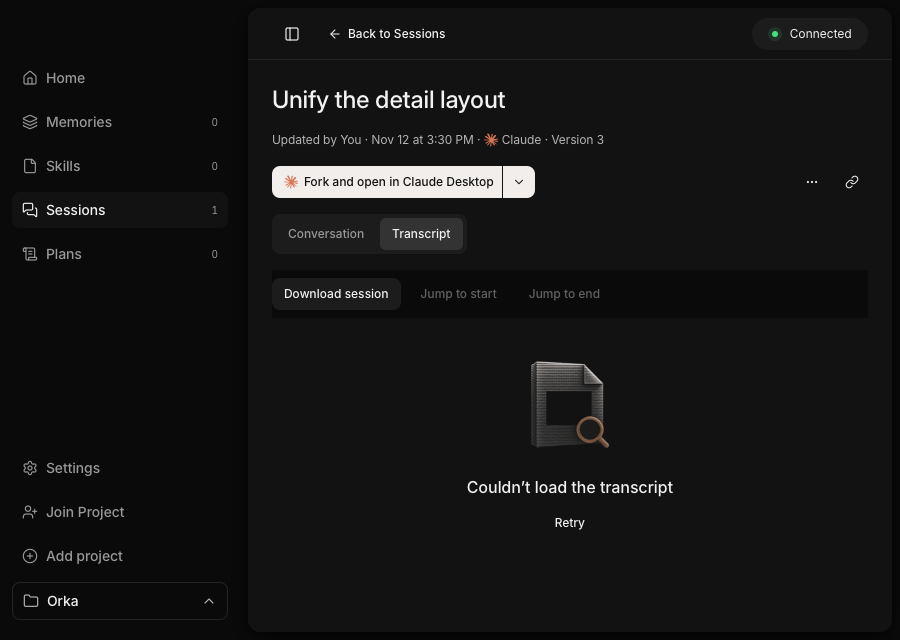 Home
Memories 0
Skills 0
Sessions 1
Plans 0
Settings
Join Project
Add project
Orka
Back to Sessions
Connected
Unify the detail layout
Updated by You · Nov 12 at 3:30 PM · Claude · Version 3
Fork and open in Claude Desktop
Conversation Transcript
Download session Jump to start Jump to end
Couldn’t load the transcript
Retry